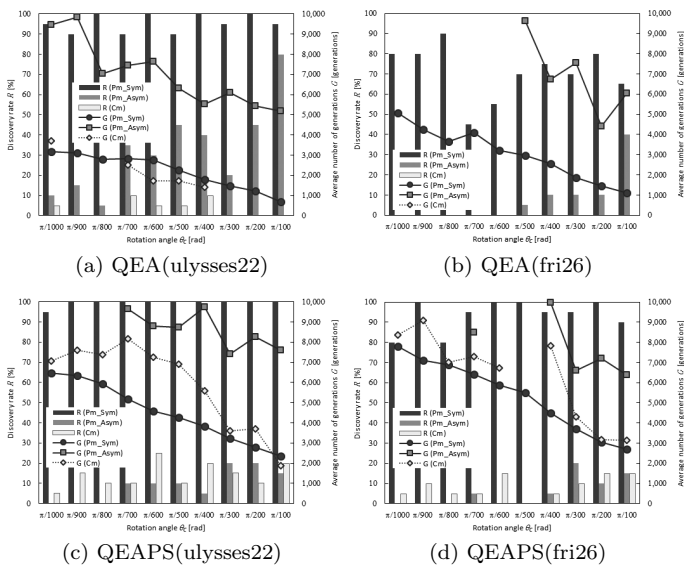 Discovery rate R [%]
100
90
80
70
60
50
40
30
20
10
0
10,000
9,000
8,000
7,000
6,000
5,000
4,000
3,000
2,000
1,000
0
Average number of generations G [generations]
R (Pm_Sym)
R (Pm_Asym)
R (Cm)
G (Pm_Sym)
G (Pm_Asym)
G (Cm)
π/1000 π/900 π/800 π/700 π/600 π/500 π/400 π/300 π/200 π/100
Rotation angle θc [rad]
(a) QEA(ulysses22)
Discovery rate R [%]
100
90
80
70
60
50
40
30
20
10
0
10,000
9,000
8,000
7,000
6,000
5,000
4,000
3,000
2,000
1,000
0
Average number of generations G [generations]
R (Pm_Sym)
R (Pm_Asym)
R (Cm)
G (Pm_Sym)
G (Pm_Asym)
G (Cm)
π/1000 π/900 π/800 π/700 π/600 π/500 π/400 π/300 π/200 π/100
Rotation angle θc [rad]
(b) QEA(fri26)
Discovery rate R [%]
100
90
80
70
60
50
40
30
20
10
0
10,000
9,000
8,000
7,000
6,000
5,000
4,000
3,000
2,000
1,000
0
Average number of generations G [generations]
R (Pm_Sym)
R (Pm_Asym)
R (Cm)
G (Pm_Sym)
G (Pm_Asym)
G (Cm)
π/1000 π/900 π/800 π/700 π/600 π/500 π/400 π/300 π/200 π/100
Rotation angle θc [rad]
(c) QEAPS(ulysses22)
Discovery rate R [%]
100
90
80
70
60
50
40
30
20
10
0
10,000
9,000
8,000
7,000
6,000
5,000
4,000
3,000
2,000
1,000
0
Average number of generations G [generations]
R (Pm_Sym)
R (Pm_Asym)
R (Cm)
G (Pm_Sym)
G (Pm_Asym)
G (Cm)
π/1000 π/900 π/800 π/700 π/600 π/500 π/400 π/300 π/200 π/100
Rotation angle θc [rad]
(d) QEAPS(fri26)